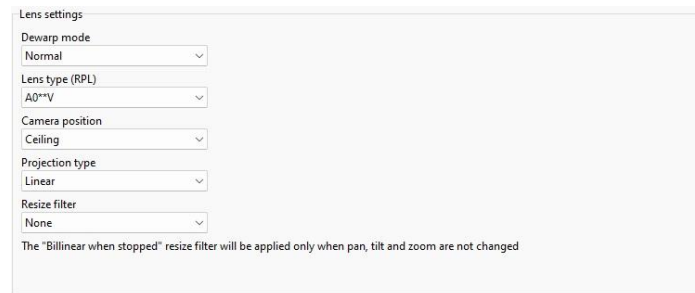 Lens settings
Dewarp mode
Normal
Lens type (RPL)
A0**V
Camera position
Ceiling
Projection type
Linear
Resize filter
None
The "Billinear when stopped" resize filter will be applied only when pan, tilt and zoom are not changed